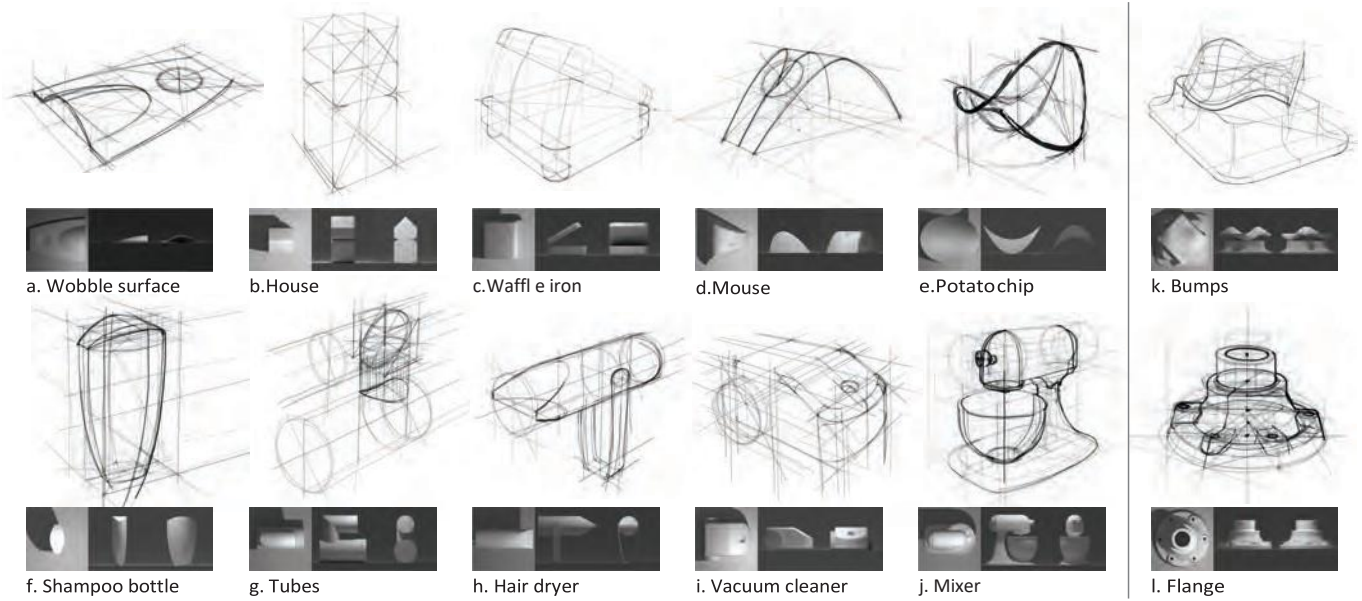 a. Wobble surface
b.House
c.Waffl e iron
d.Mouse
e.Potatochip
k. Bumps
f. Shampoo bottle
g. Tubes
h. Hair dryer
i. Vacuum cleaner
j. Mixer
l. Flange